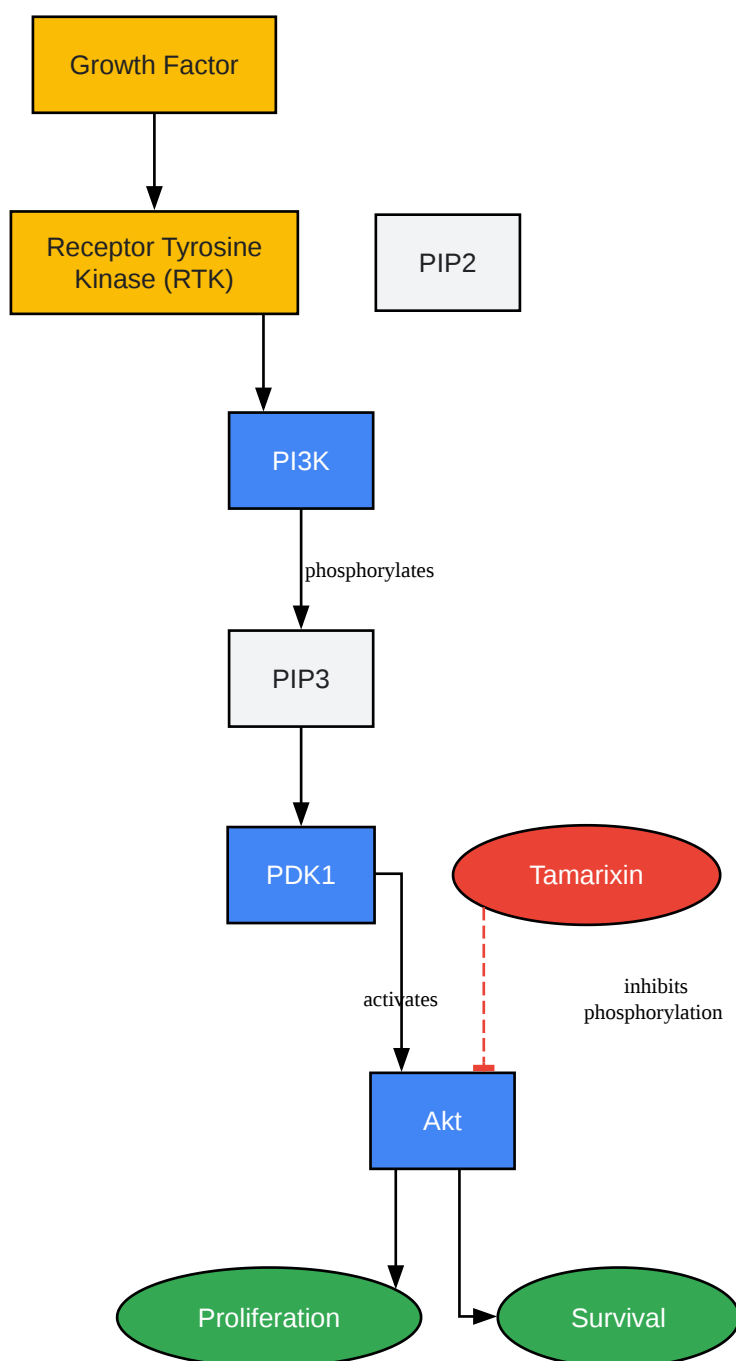 Growth Factor
Receptor Tyrosine
Kinase (RTK)
PIP2
PI3K
phosphorylates
PIP3
PDK1
Tamarixin
activates
inhibits
phosphorylation
Akt
Proliferation
Survival